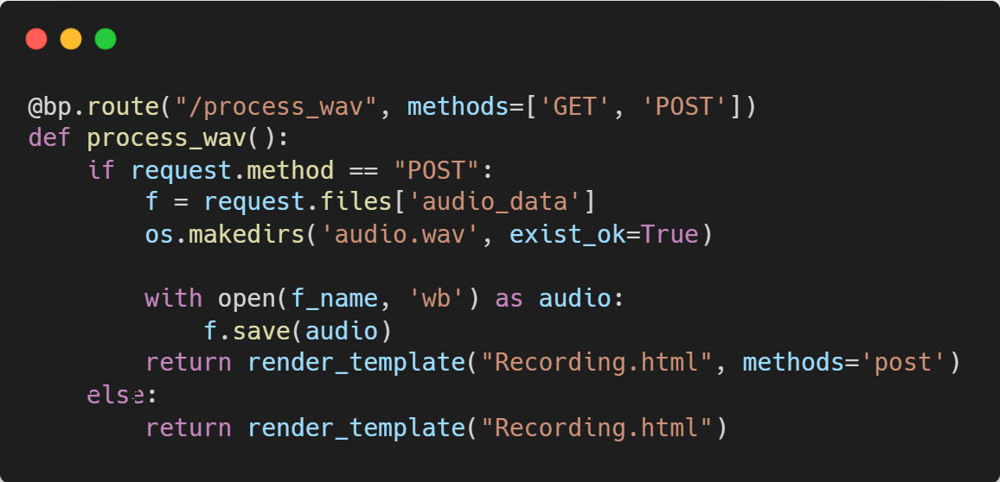 @bp.route("/process_wav", methods=['GET', 'POST'])
def process_wav():
    if request.method == "POST":
        f = request.files['audio_data']
        os.makedirs('audio.wav', exist_ok=True)

        with open(f_name, 'wb') as audio:
            f.save(audio)
        return render_template("Recording.html", methods='post')
    else:
        return render_template("Recording.html")